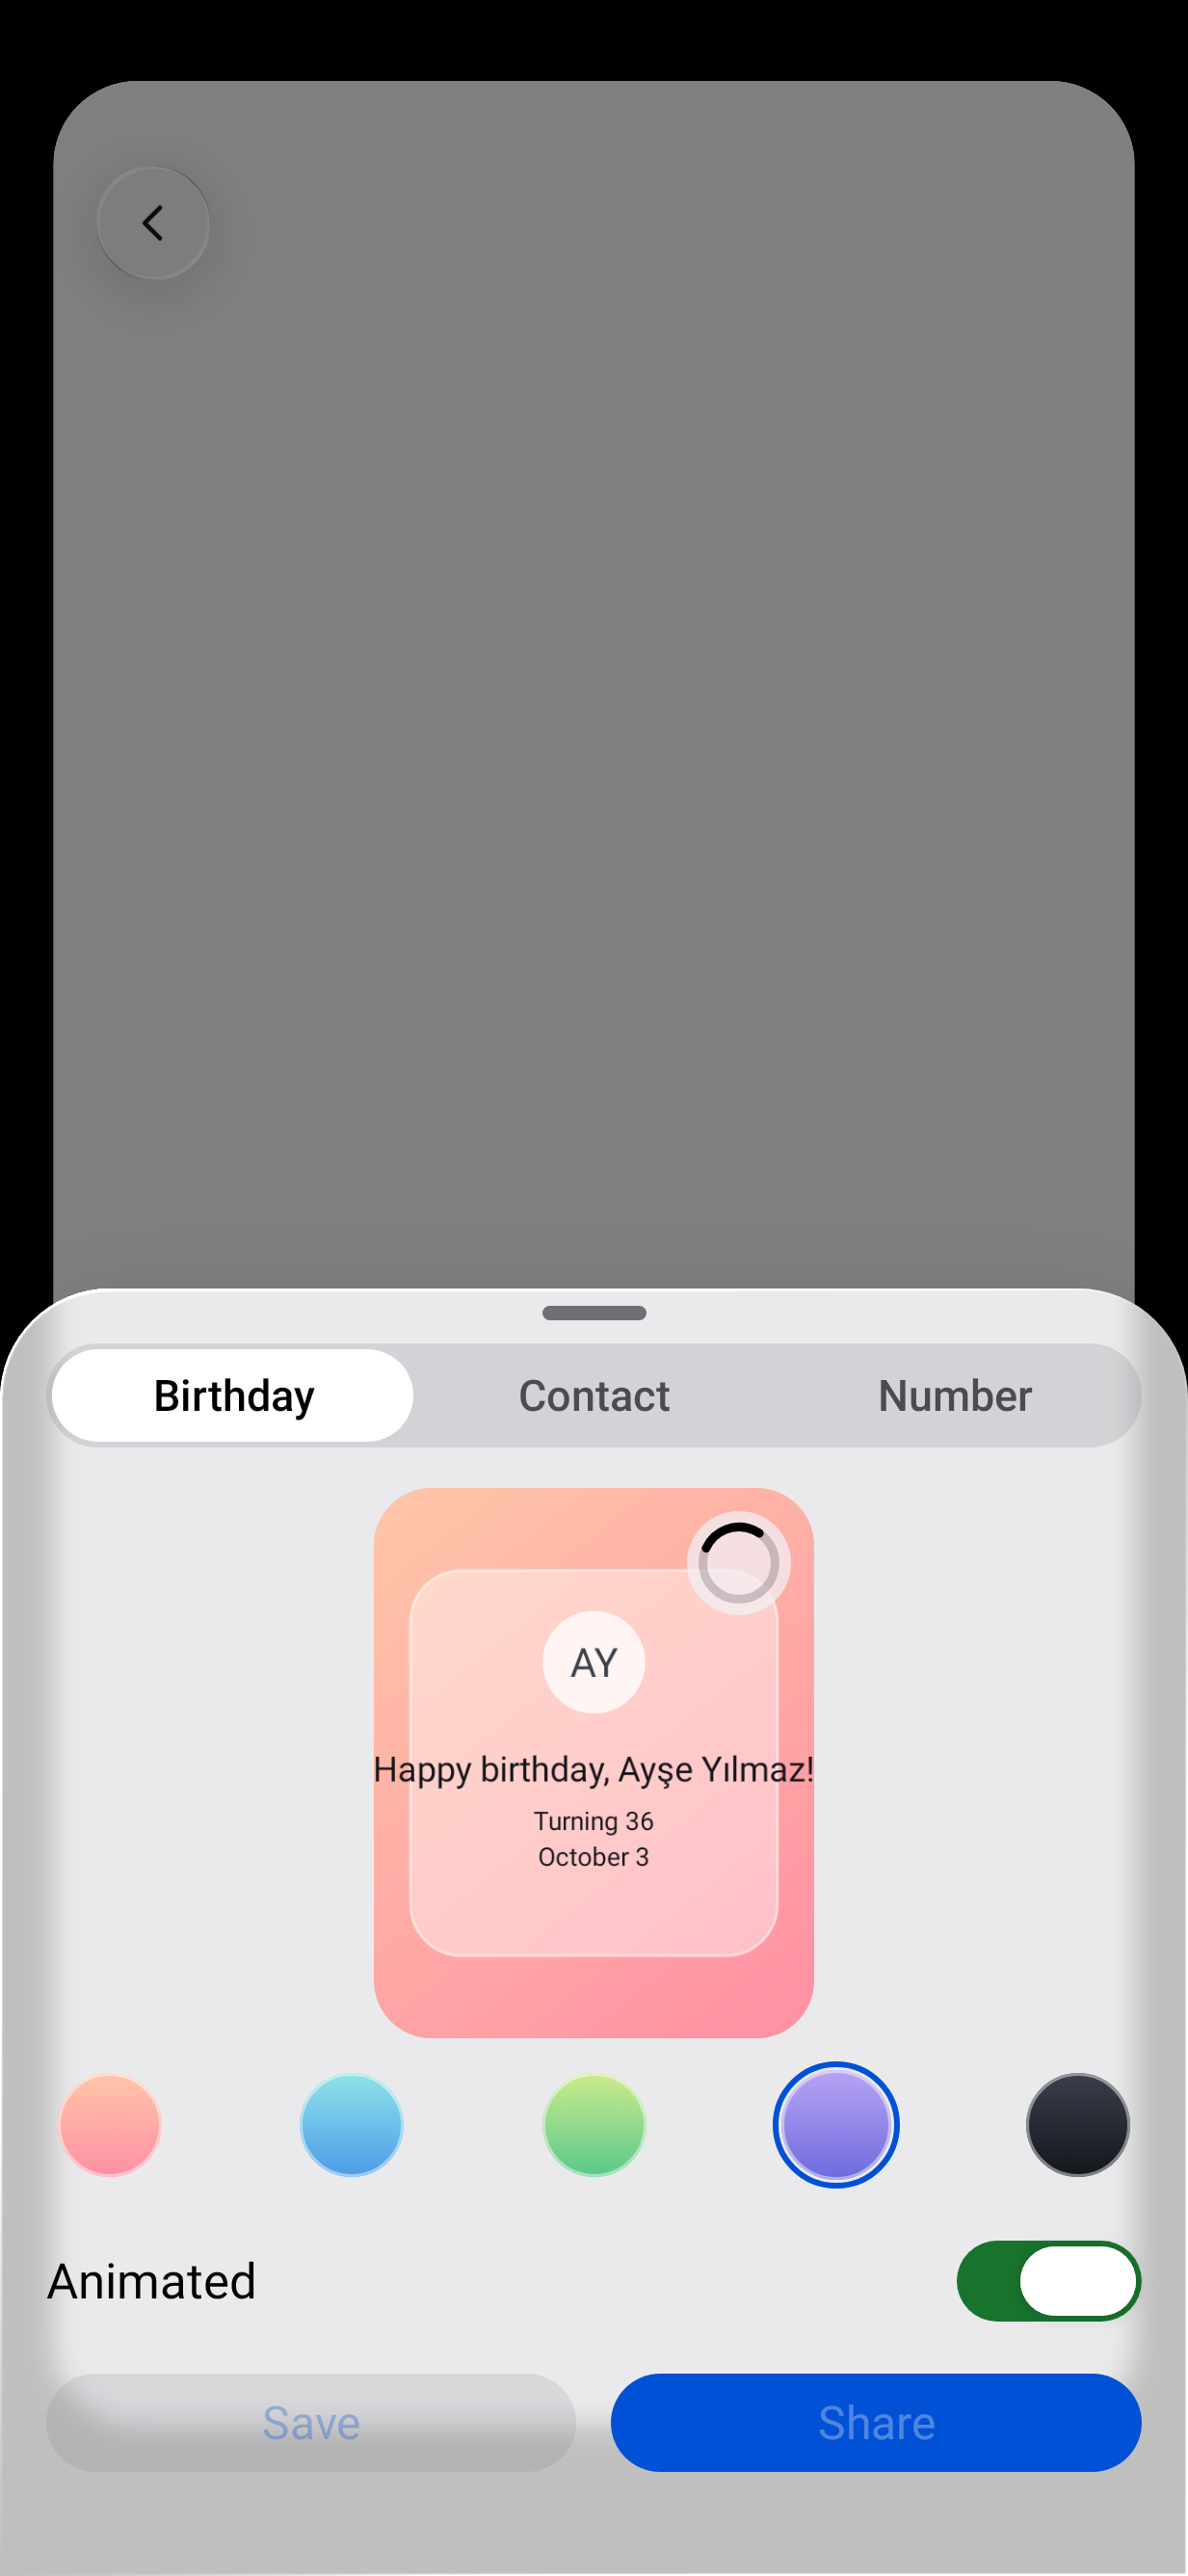 Birthday
Contact
Number
AY
Happy birthday, Ayşe Yılmaz!
Turning 36
October 3
Animated
Save
Share